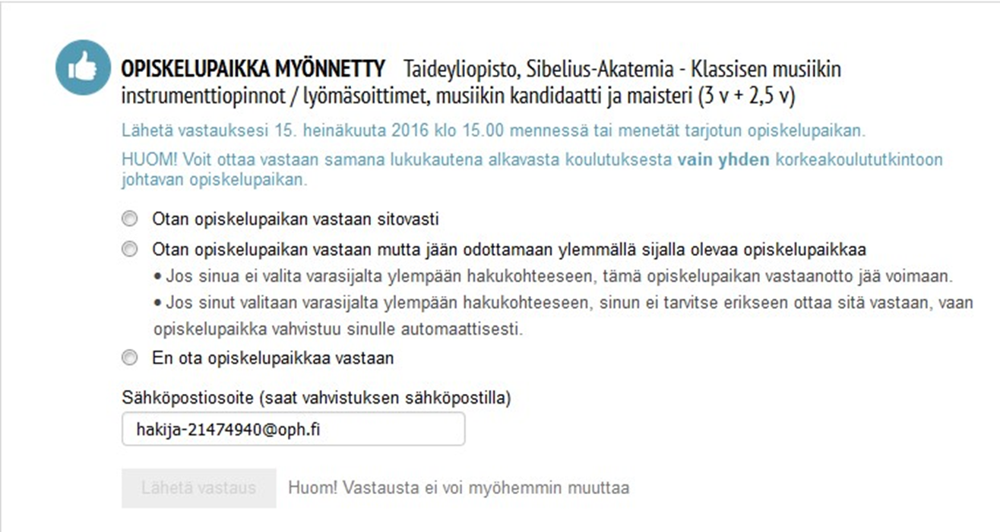 OPISKELUPAIKKA MYÖNNETTY Taideyliopisto, Sibelius-Akatemia - Klassisen musiikin
instrumenttiopinnot / lyömäsoittimet, musiikin kandidaatti ja maisteri (3 v + 2,5 v)
Lähetä vastauksesi 15. heinäkuuta 2016 klo 15.00 mennessä tai menetät tarjotun opiskelupaikan.
HUOM! Voit ottaa vastaan samana lukukautena alkavasta koulutuksesta vain yhden korkeakoulututkintoon
johtavan opiskelupaikan.
Otan opiskelupaikan vastaan sitovasti
Otan opiskelupaikan vastaan mutta jään odottamaan ylemmällä sijalla olevaa opiskelupaikkaa
• Jos sinua ei valita varasijalta ylempään hakukohteeseen, tämä opiskelupaikan vastaanotto jää voimaan.
• Jos sinut valitaan varasijalta ylempään hakukohteeseen, sinun ei tarvitse erikseen ottaa sitä vastaan, vaan
opiskelupaikka vahvistuu sinulle automaattisesti.
En ota opiskelupaikkaa vastaan
Sähköpostiosoite (saat vahvistuksen sähköpostilla)
hakija-21474940@oph.fi
Lähetä vastaus Huom! Vastausta ei voi myöhemmin muuttaa